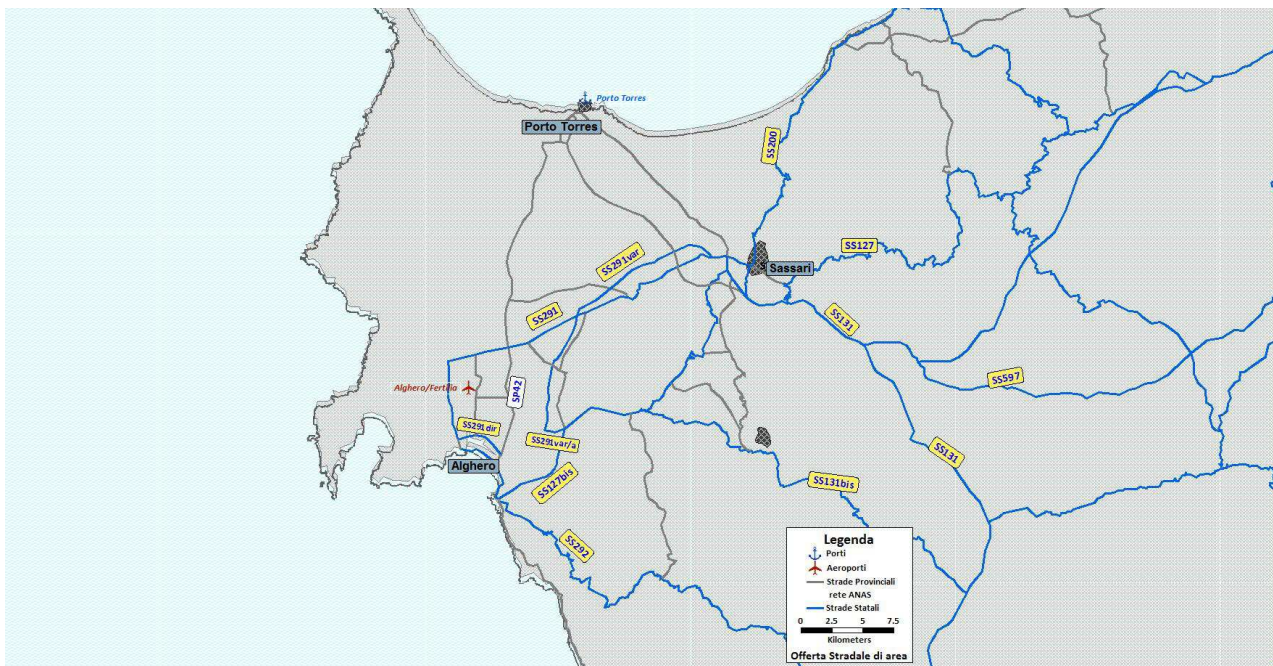 Porto Torres
Porto Torres
SS200
SS127
Sassari
SS291var
SS291
SS131
SS597
Alghero/Fertilia
SP42
SS291dir
SS291var/a
Alghero
SS127bis
SS131
SS131bis
SS292
Legenda
Porti
Aeroporti
Strade Provinciali
rete ANAS
Strade Statali
0 2.5 5 7.5
Kilometers
Offerta Stradale di area